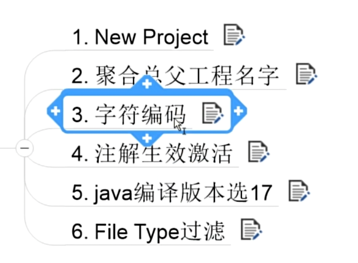 1. New Project
2. 聚合总父工程名字
3. 字符编码
4. 注解生效激活
5. java编译版本选17
6. File Type过滤